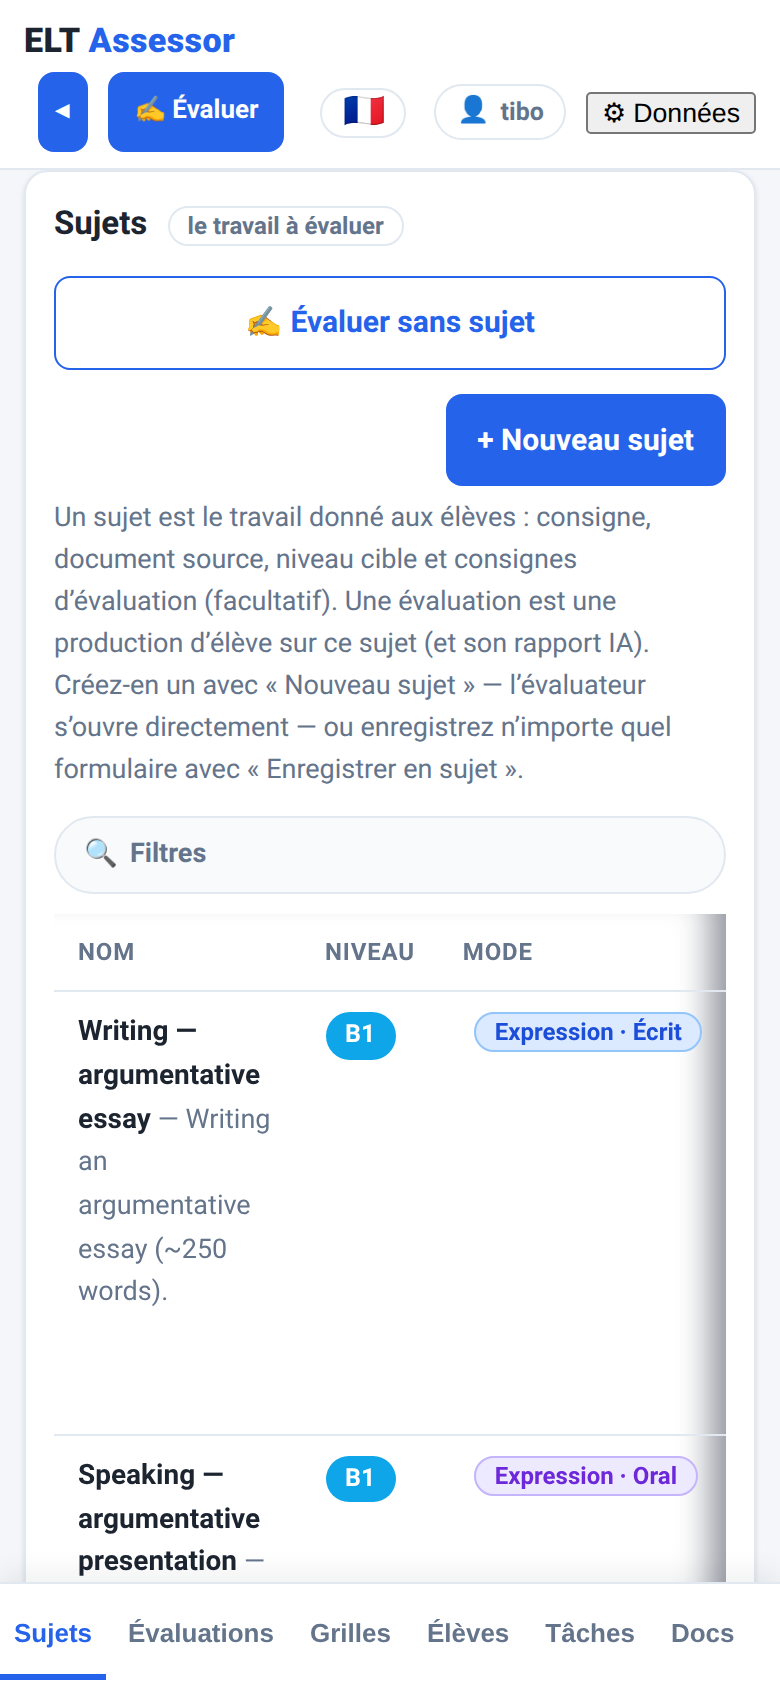 ELT Assessor
◄
✍️ Évaluer
🇫🇷
👤 tibo
⚙ Données
Sujets
le travail à évaluer
✍️ Évaluer sans sujet
+ Nouveau sujet
Un sujet est le travail donné aux élèves : consigne,
document source, niveau cible et consignes
d’évaluation (facultatif). Une évaluation est une
production d’élève sur ce sujet (et son rapport IA).
Créez-en un avec « Nouveau sujet » — l’évaluateur
s’ouvre directement — ou enregistrez n’importe quel
formulaire avec « Enregistrer en sujet ».
🔍 Filtres
NOM NIVEAU MODE
Writing — B1 Expression · Écrit
argumentative
essay — Writing
an
argumentative
essay (~250
words).
Speaking — B1 Expression · Oral
argumentative
presentation —
Sujets Évaluations Grilles Élèves Tâches Docs